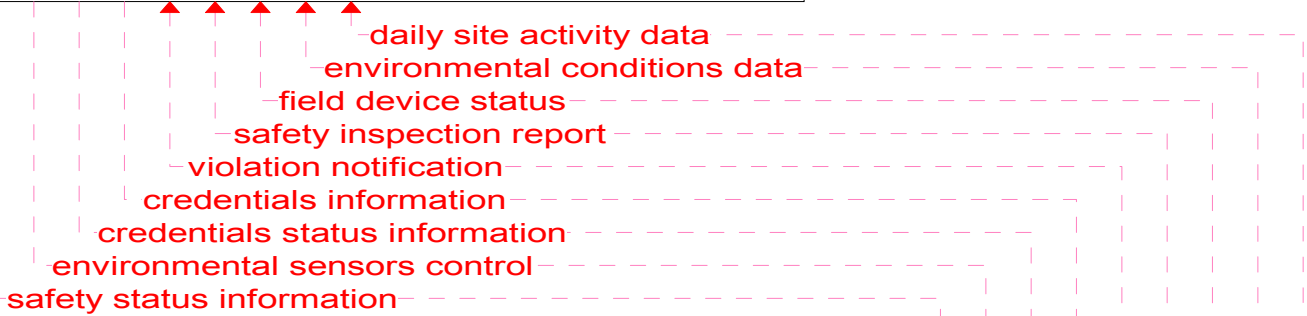 daily site activity data
environmental conditions data
field device status
safety inspection report
violation notification
credentials information
credentials status information
environmental sensors control
safety status information